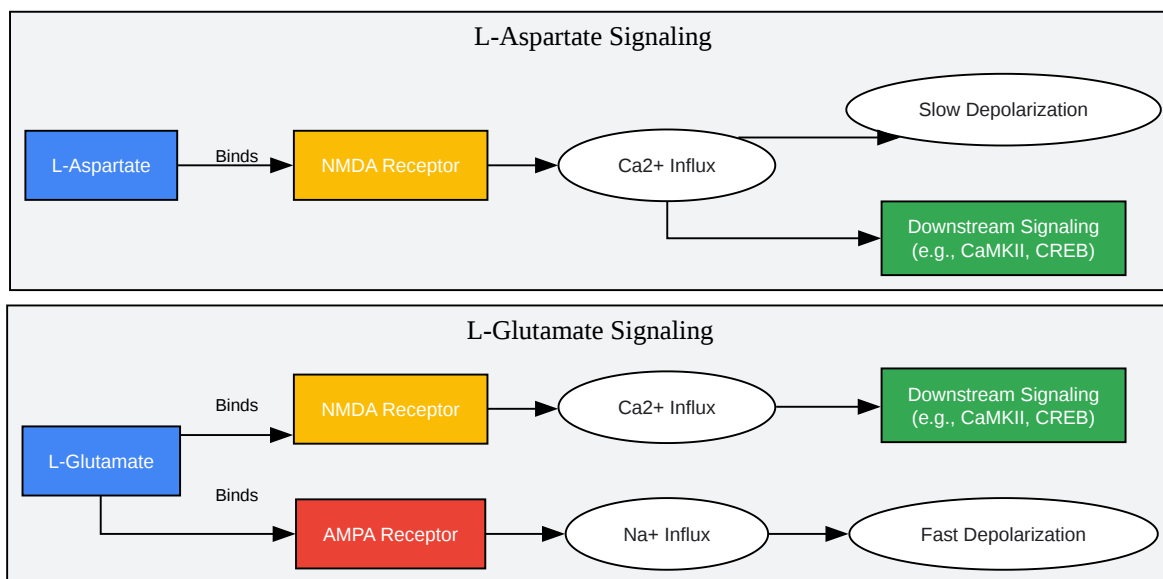 L-Aspartate Signaling
Slow Depolarization
L-Aspartate
Binds
NMDA Receptor
Ca2+ Influx
Downstream Signaling
(e.g., CaMKII, CREB)
L-Glutamate Signaling
Binds
NMDA Receptor
Ca2+ Influx
Downstream Signaling
(e.g., CaMKII, CREB)
L-Glutamate
Binds
AMPA Receptor
Na+ Influx
Fast Depolarization